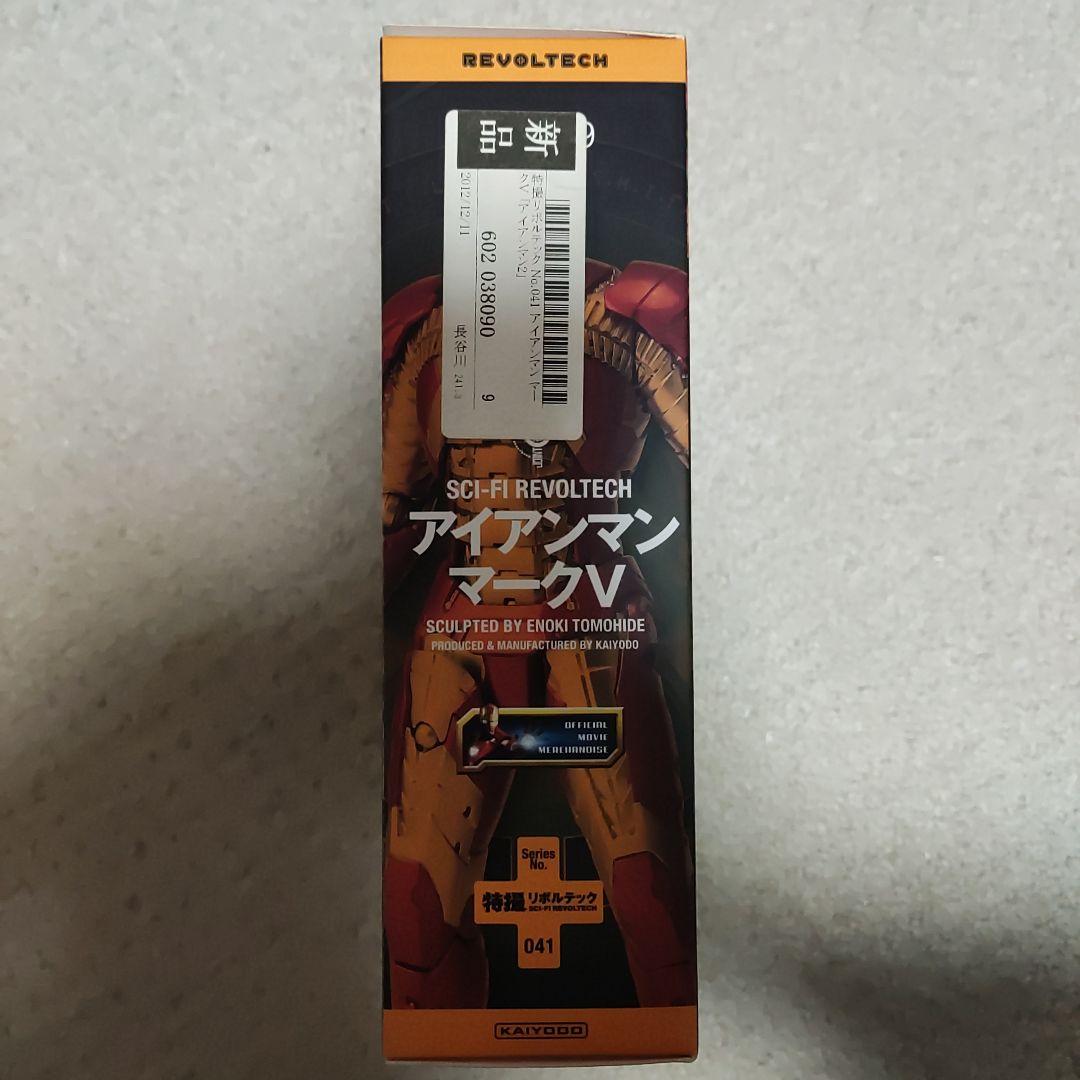 REVOLTECH
新品
特撮リボルテック No.041 アイアンマン マー
クV 「アイアンマン2」
602 038090
9
2012/12/11
長谷川
SCI-FI REVOLTECH
アイアンマン
マークV
SCULPTED BY ENOKI TOMOHIDE
PRODUCED & MANUFACTURED BY KAIYODO
OFFICIAL
MOVIE
MERCHANDISE
Series
No.
特撮リボルテック
SCI-FI REVOLTECH
041
KAIYODO